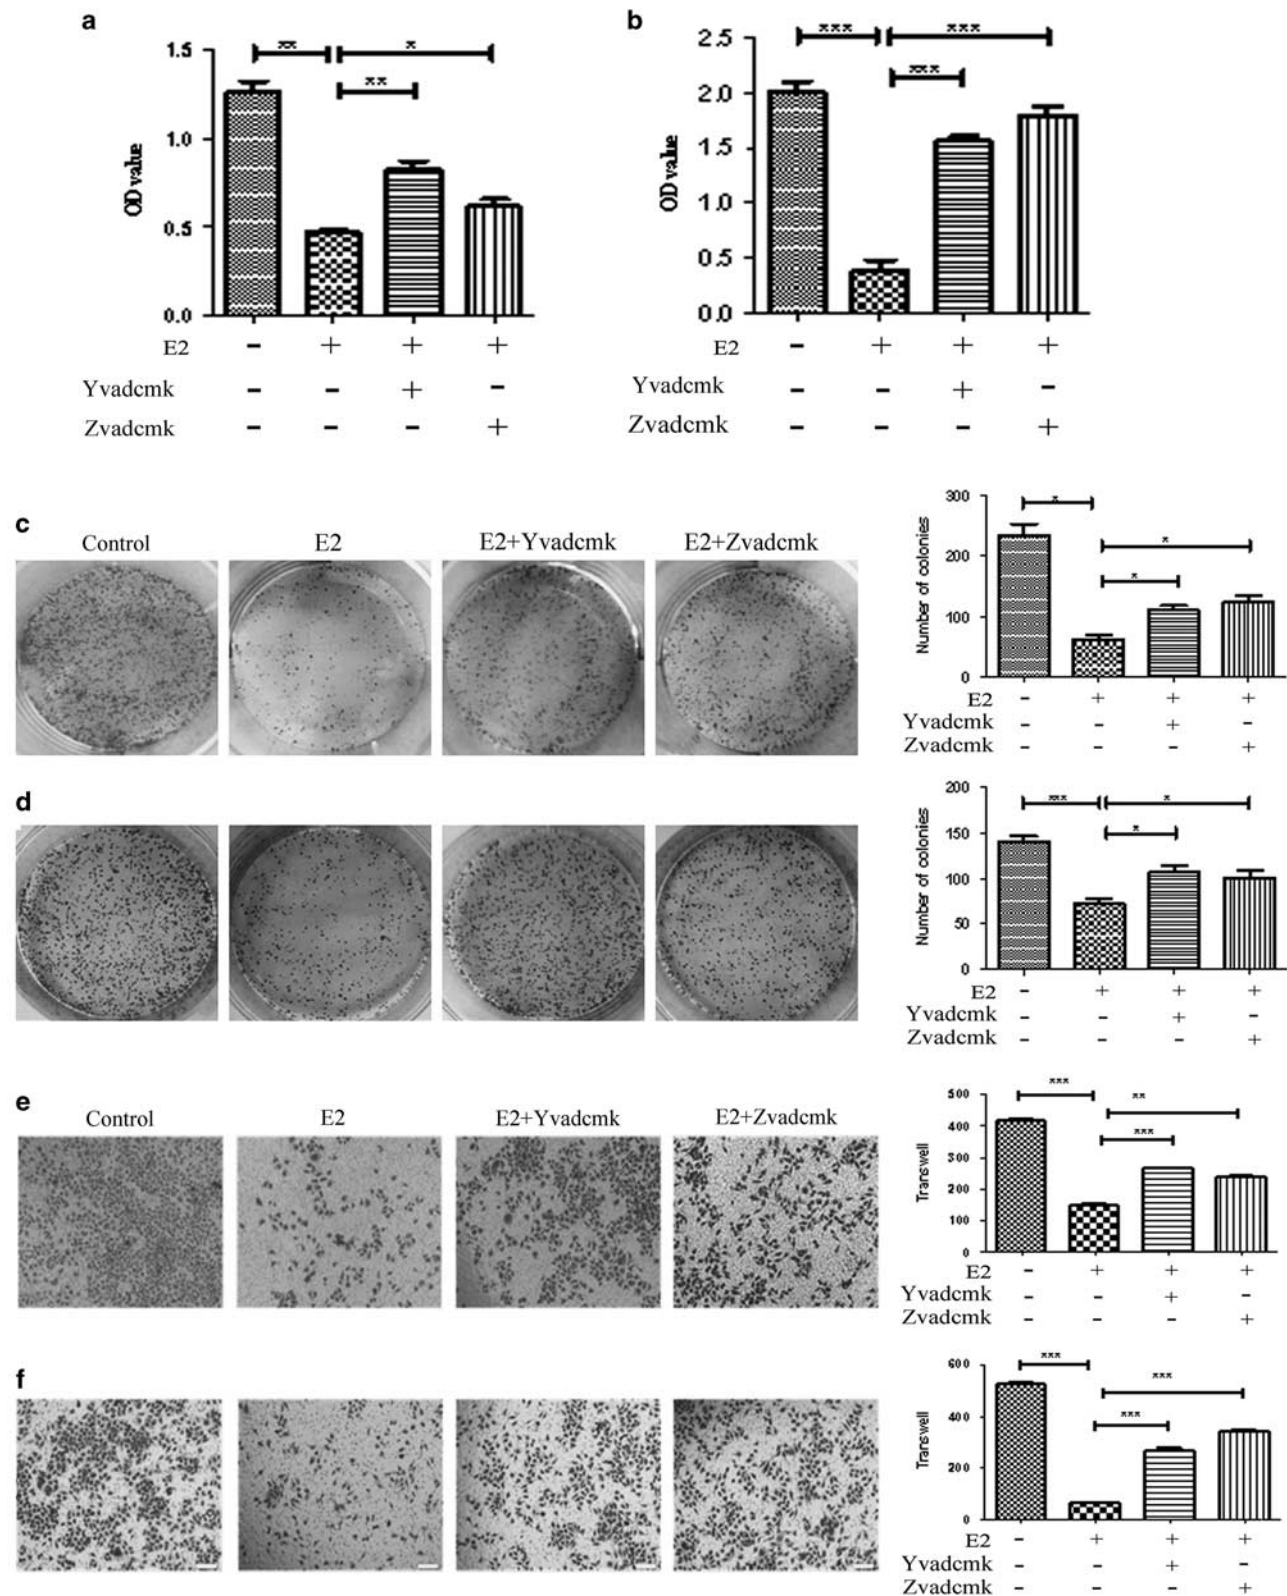 a
b
** *
**
1.5
1.0
0.5
0.0
OD value
E2 - + + +
Yvadcmk - - + -
Zvadcmk - - - +
*** ***
***
2.5
2.0
1.5
1.0
0.5
0.0
OD value
E2 - + + +
Yvadcmk - - + -
Zvadcmk - - - +
c
Control E2 E2+Yvadcmk E2+Zvadcmk
*
*
*
300
200
100
0
Number of colonies
E2 - + + +
Yvadcmk - - + -
Zvadcmk - - - +
d
*** *
*
200
150
100
50
0
Number of colonies
E2 - + + +
Yvadcmk - - + -
Zvadcmk - - - +
e
Control E2 E2+Yvadcmk E2+Zvadcmk
***
**
***
500
400
300
200
100
0
Transwell
E2 - + + +
Yvadcmk - - + -
Zvadcmk - - - +
f
***
***
***
600
400
200
0
Transwell
E2 - + + +
Yvadcmk - - + -
Zvadcmk - - - +